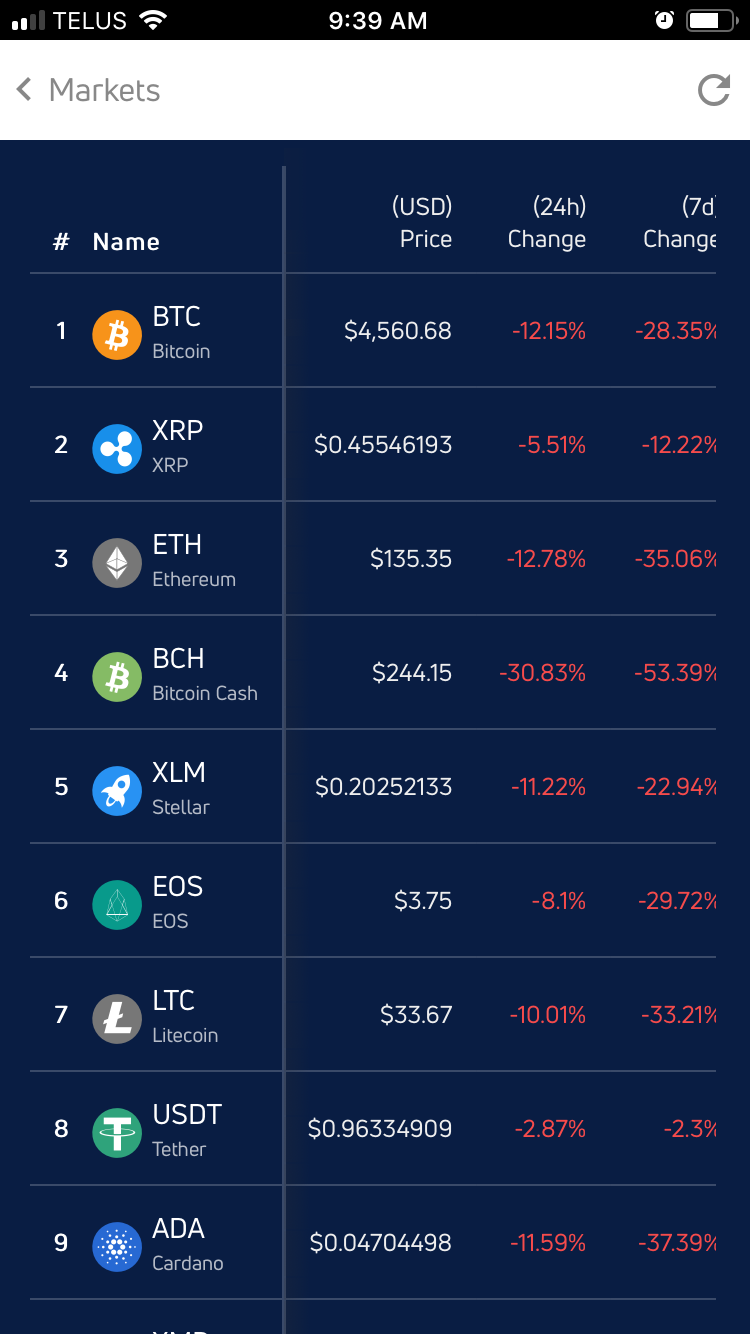 TELUS 9:39 AM
Markets
(USD) (24h) (7d)
# Name Price Change Change
1 BTC $4,560.68 -12.15% -28.35%
Bitcoin
2 XRP $0.45546193 -5.51% -12.22%
XRP
3 ETH $135.35 -12.78% -35.06%
Ethereum
4 BCH $244.15 -30.83% -53.39%
Bitcoin Cash
5 XLM $0.20252133 -11.22% -22.94%
Stellar
6 EOS $3.75 -8.1% -29.72%
EOS
7 LTC $33.67 -10.01% -33.21%
Litecoin
8 USDT $0.96334909 -2.87% -2.3%
Tether
9 ADA $0.04704498 -11.59% -37.39%
Cardano